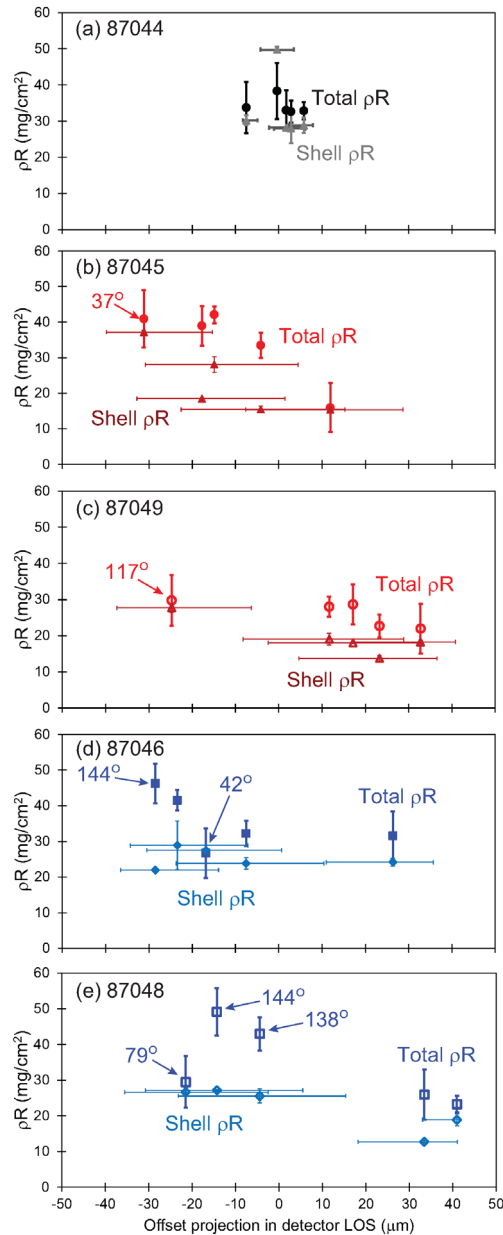 (a) 87044
60
50
40
30
20
10
0
ρR (mg/cm²)
Total ρR
Shell ρR
(b) 87045
60
50
40
30
20
10
0
ρR (mg/cm²)
37°
Total ρR
Shell ρR
(c) 87049
60
50
40
30
20
10
0
ρR (mg/cm²)
117°
Total ρR
Shell ρR
(d) 87046
60
50
40
30
20
10
0
ρR (mg/cm²)
144°
42°
Total ρR
Shell ρR
(e) 87048
60
50
40
30
20
10
0
ρR (mg/cm²)
144°
138°
79°
Total ρR
Shell ρR
-50 -40 -30 -20 -10 0 10 20 30 40 50
Offset projection in detector LOS (μm)